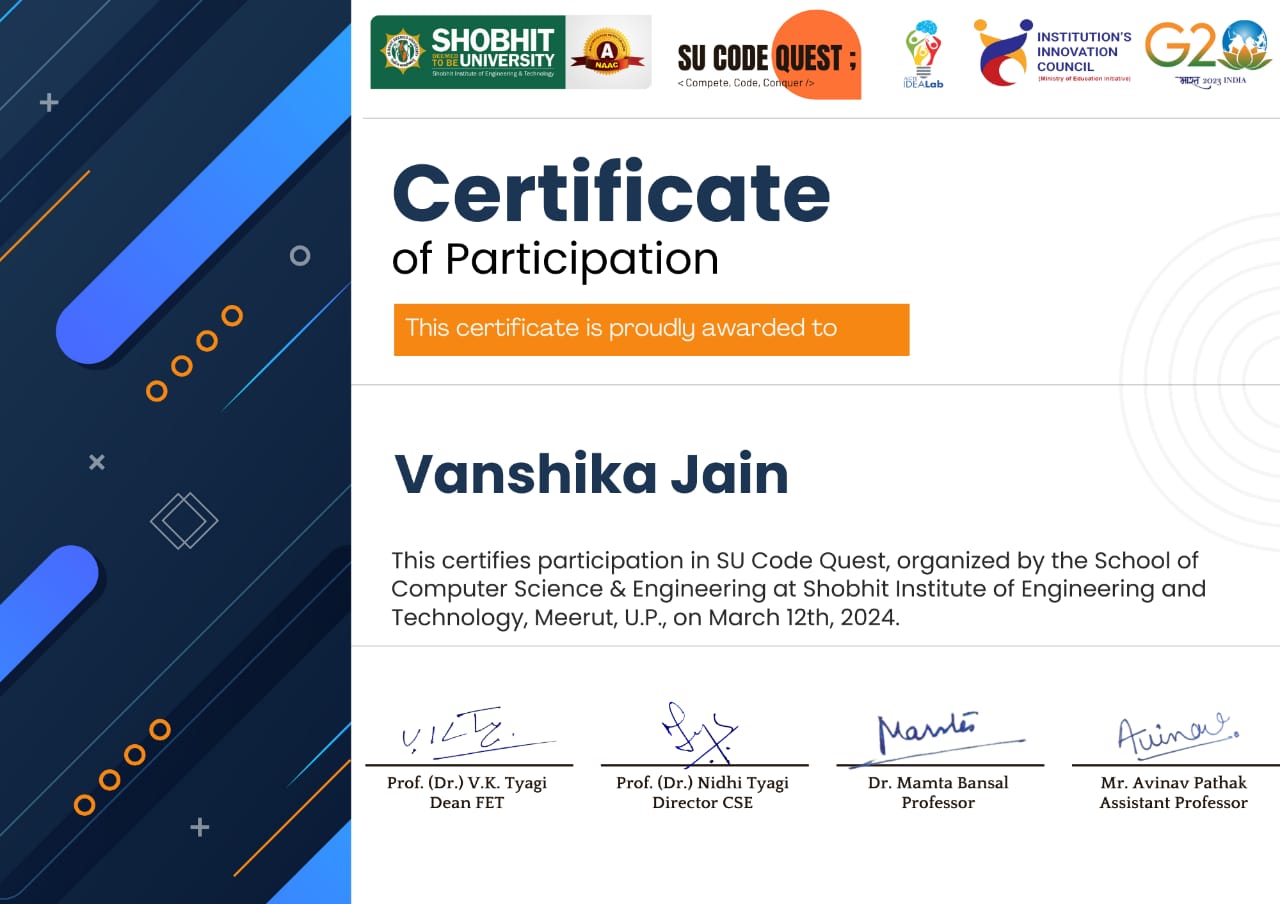 SHOBHIT
DEEMED TO BE UNIVERSITY
Shobhit Institute of Engineering & Technology
A
NAAC
SU CODE QUEST ;
< Compete, Code, Conquer />
IDEALab
INSTITUTION'S
INNOVATION
COUNCIL
(Ministry of Education Initiative)
G20
भारत 2023 INDIA
Certificate
of Participation
This certificate is proudly awarded to
Vanshika Jain
This certifies participation in SU Code Quest, organized by the School of
Computer Science & Engineering at Shobhit Institute of Engineering and
Technology, Meerut, U.P., on March 12th, 2024.
Prof. (Dr.) V.K. Tyagi
Dean FET
Prof. (Dr.) Nidhi Tyagi
Director CSE
Dr. Mamta Bansal
Professor
Mr. Avinav Pathak
Assistant Professor